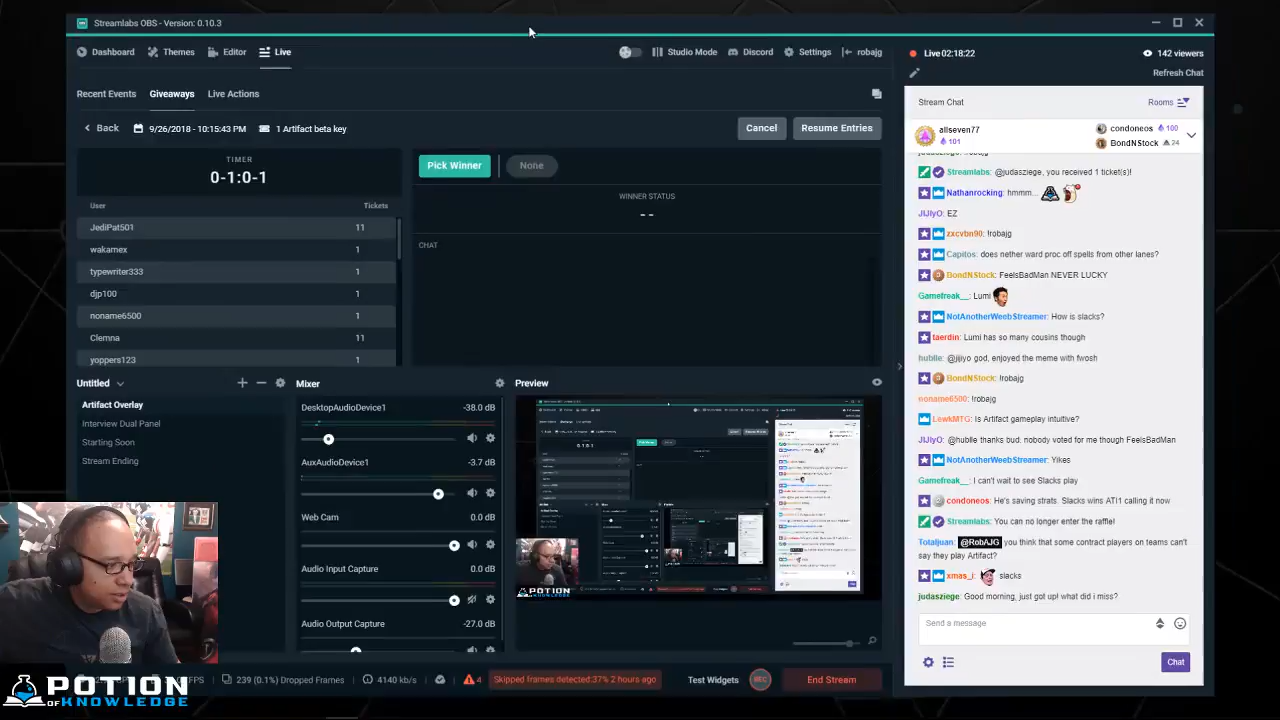 Streamlabs OBS - Version: 0.10.3
Dashboard Themes Editor Live
Studio Mode Discord Settings robajg
Live 02:18:22 142 viewers
Refresh Chat
Recent Events Giveaways Live Actions
Back 9/26/2018 - 10:15:43 PM 1 Artifact beta key
Cancel Resume Entries
TIMER
0-1:0-1
User Tickets
JediPat501 11
wakamex 1
typewriter333 1
djp100 1
noname6500 1
Clemna 11
yoppers123 1
Pick Winner None
WINNER STATUS
--
CHAT
Untitled
Artifact Overlay
Interview Dual Panel
Starting Soon
Stream Ending
Mixer
DesktopAudioDevice1 -38.0 dB
AuxAudioDevice1 -3.7 dB
Web Cam 0.0 dB
Audio Input Capture 0.0 dB
Audio Output Capture -27.0 dB
Preview
POTION
FPS 239 (0.1%) Dropped Frames 4140 kb/s 4 Skipped frames detected:37% 2 hours ago
Test Widgets REC End Stream
POTION
OF KNOWLEDGE
Stream Chat Rooms
allseven77
101
condoneos 100
BondNStock 24
judasziege: !robajg
Streamlabs: @judasziege, you received 1 ticket(s)!
Nathanrocking: hmmm...
JIJIyO: EZ
zxcvbn90: !robajg
Capitos: does nether ward proc off spells from other lanes?
BondNStock: FeelsBadMan NEVER LUCKY
Gamefreak__: Lumi
NotAnotherWeebStreamer: How is slacks?
taerdin: Lumi has so many cousins though
hublle: @jijiyo god, enjoyed the meme with fwosh
BondNStock: !robajg
noname6500: !robajg
LewkMTG: Is Artifact gameplay intuitive?
JIJIyO: @hublle thanks bud. nobody voted for me though FeelsBadMan
NotAnotherWeebStreamer: Yikes
Gamefreak__: I can't wait to see Slacks play
condoneos: He's saving strats. Slacks wins ATI1 calling it now
Streamlabs: You can no longer enter the raffle!
Totaljuan: @RobAJG you think that some contract players on teams can't
say they play Artifact?
xmas_i: slacks
judasziege: Good morning, just got up! what did i miss?
Send a message
Chat